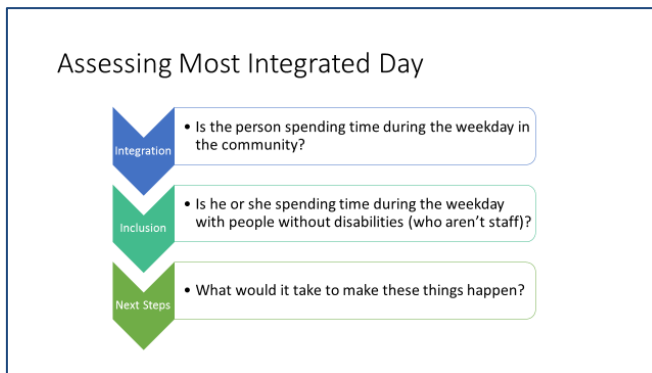 Assessing Most Integrated Day
Integration
• Is the person spending time during the weekday in
the community?
Inclusion
• Is he or she spending time during the weekday
with people without disabilities (who aren't staff)?
Next Steps
• What would it take to make these things happen?